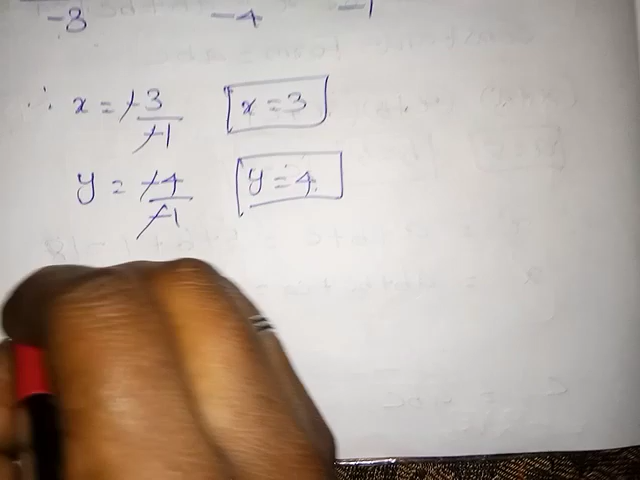 -3 -4 -1
∴ x = -3/-1 x = 3
y = -4/-1 y = 4